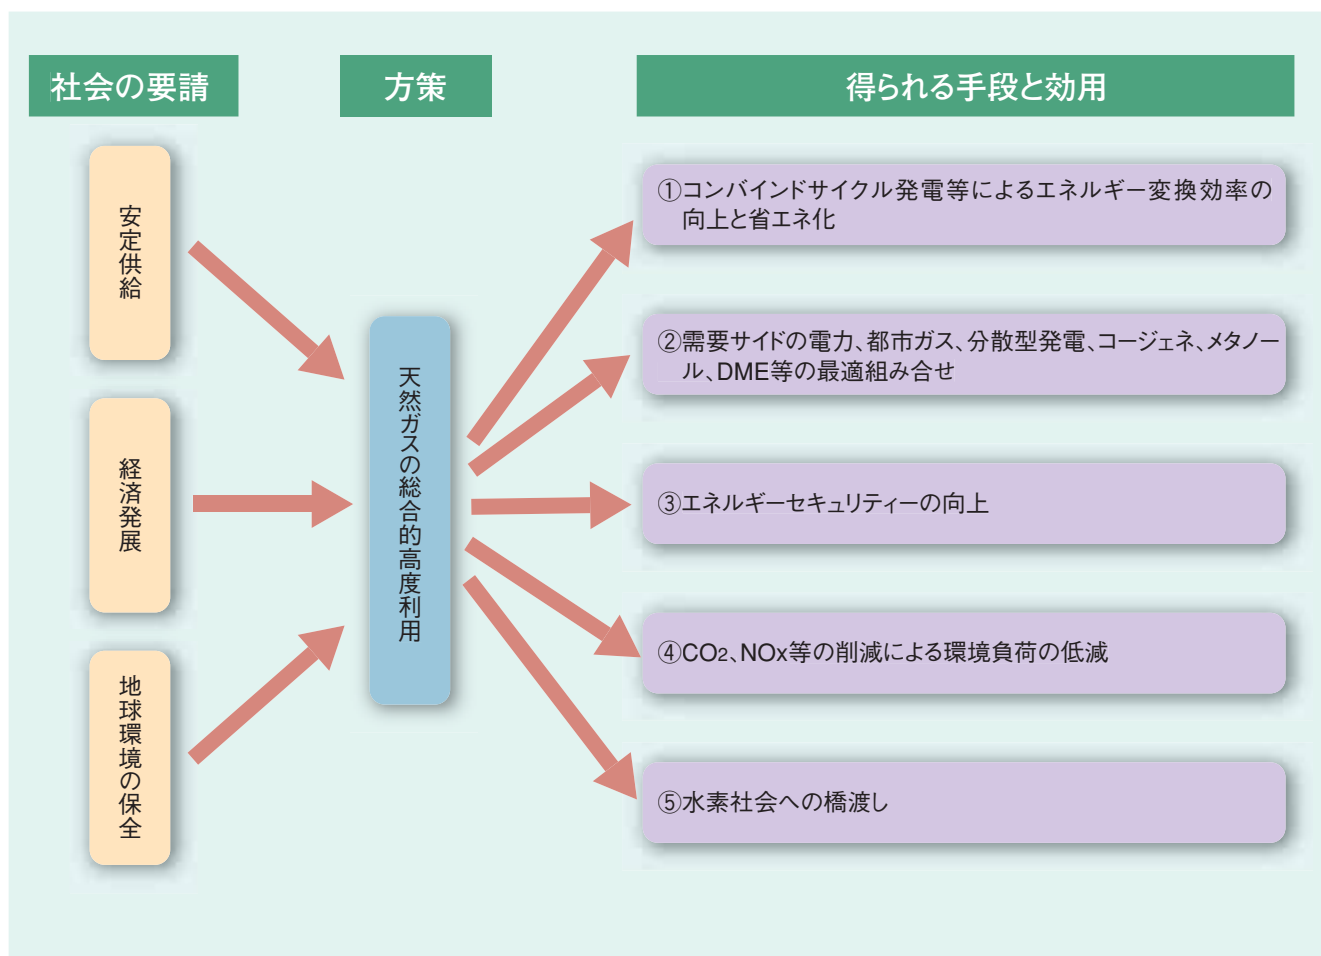 社会の要請
方策
得られる手段と効用
安定供給
経済発展
地球環境の保全
天然ガスの総合的高度利用
①コンバインドサイクル発電等によるエネルギー変換効率の
向上と省エネ化
②需要サイドの電力、都市ガス、分散型発電、コージェネ、メタノー
ル、DME等の最適組み合せ
③エネルギーセキュリティーの向上
④CO2、NOx等の削減による環境負荷の低減
⑤水素社会への橋渡し